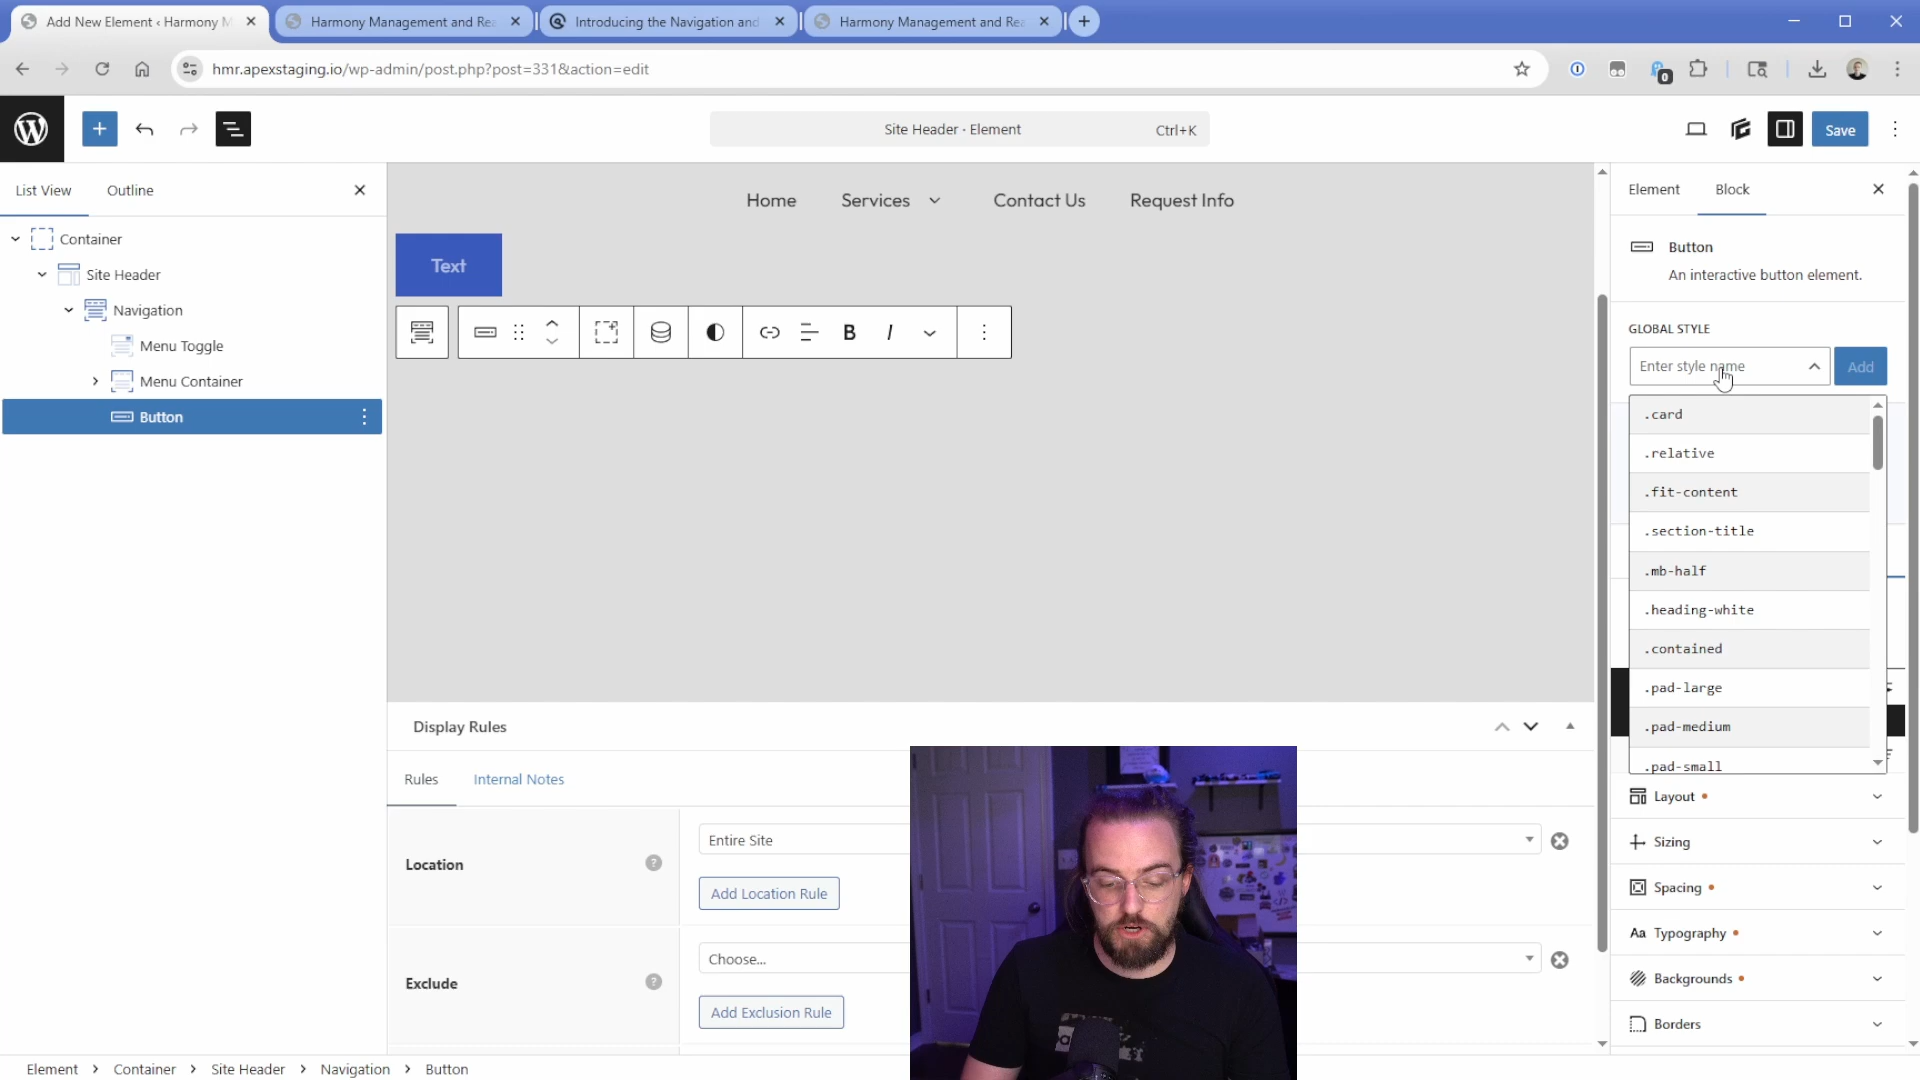 Add New Element ‹ Harmony M
Harmony Management and Rea
Introducing the Navigation and
Harmony Management and Rea
hmr.apexstaging.io/wp-admin/post.php?post=331&action=edit
0
Site Header · Element
Ctrl+K
Save
List View
Outline
Container
Site Header
Navigation
Menu Toggle
Menu Container
Button
Home
Services
Contact Us
Request Info
Text
B
I
Element
Block
Button
An interactive button element.
GLOBAL STYLE
Enter style name
Add
.card
.relative
.fit-content
.section-title
.mb-half
.heading-white
.contained
.pad-large
.pad-medium
.pad-small
Layout
Sizing
Spacing
Aa Typography
Backgrounds
Borders
Display Rules
Rules
Internal Notes
Location
?
Entire Site
Add Location Rule
Exclude
?
Choose...
Add Exclusion Rule
Element > Container > Site Header > Navigation > Button